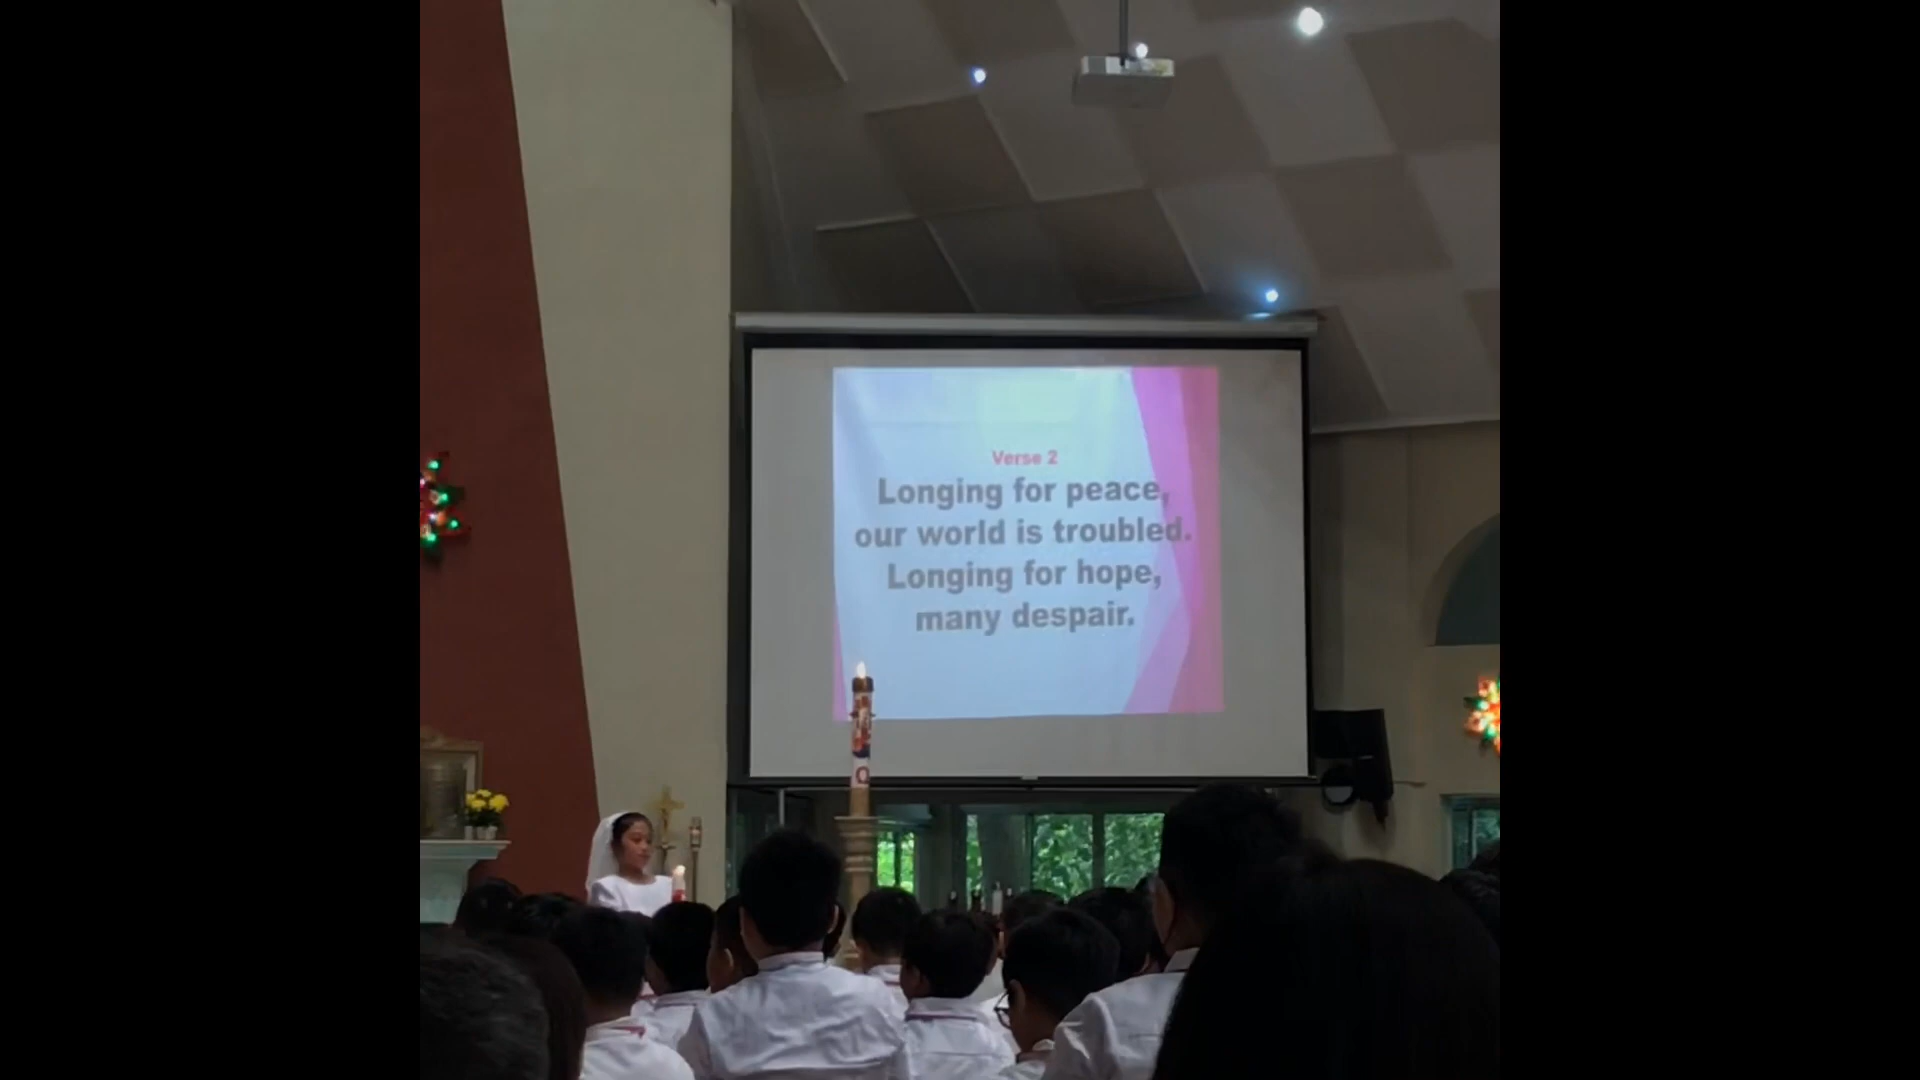 Verse 2
Longing for peace,
our world is troubled.
Longing for hope,
many despair.